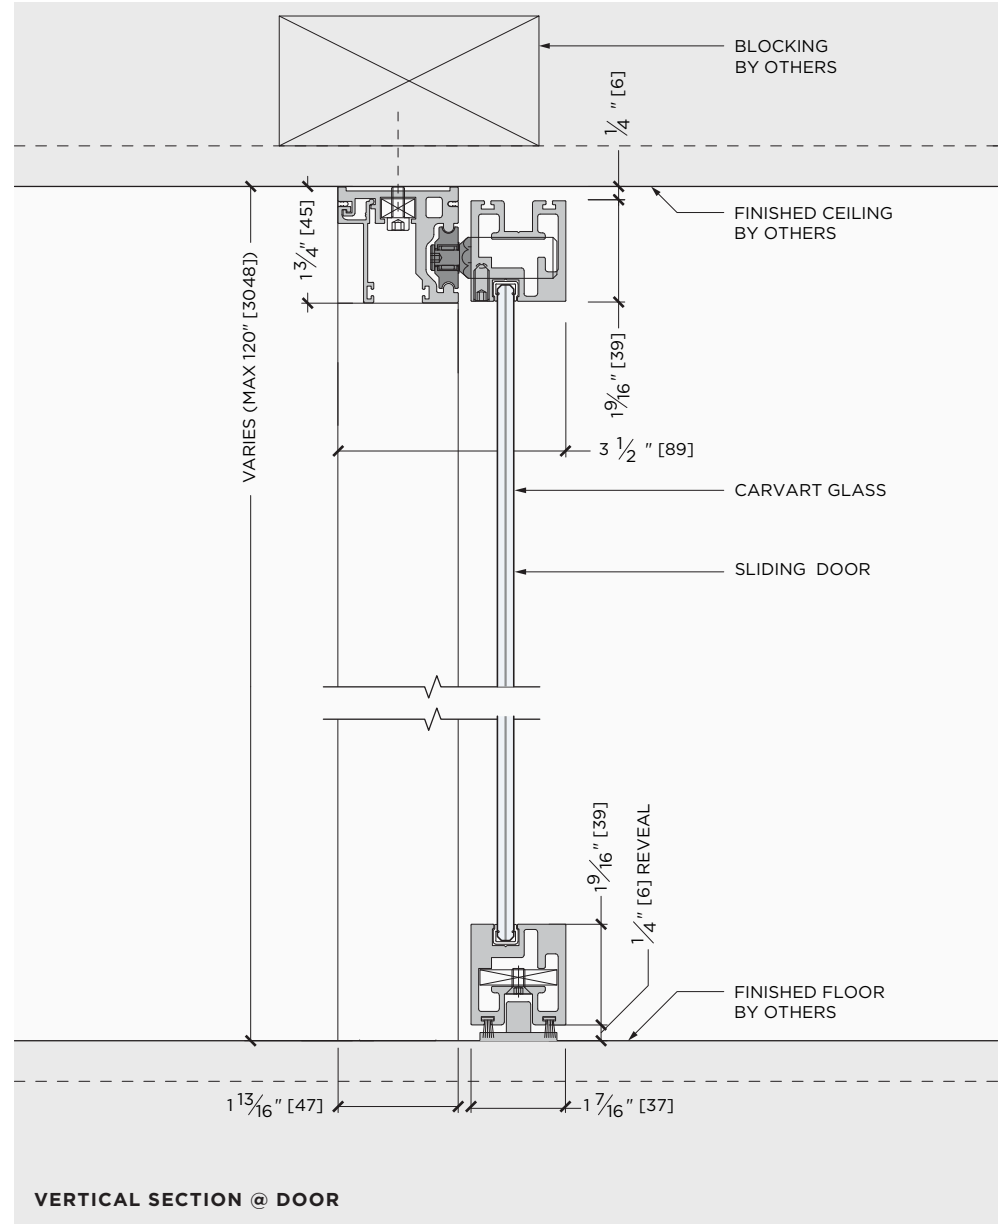 BLOCKING
BY OTHERS
1/4" [6]
FINISHED CEILING
BY OTHERS
1 3/4" [45]
VARIES (MAX 120" [3048])
1 9/16" [39]
3 1/2" [89]
CARVART GLASS
SLIDING DOOR
1 9/16" [39]
1/4" [6] REVEAL
FINISHED FLOOR
BY OTHERS
1 13/16" [47]
1 7/16" [37]
VERTICAL SECTION @ DOOR